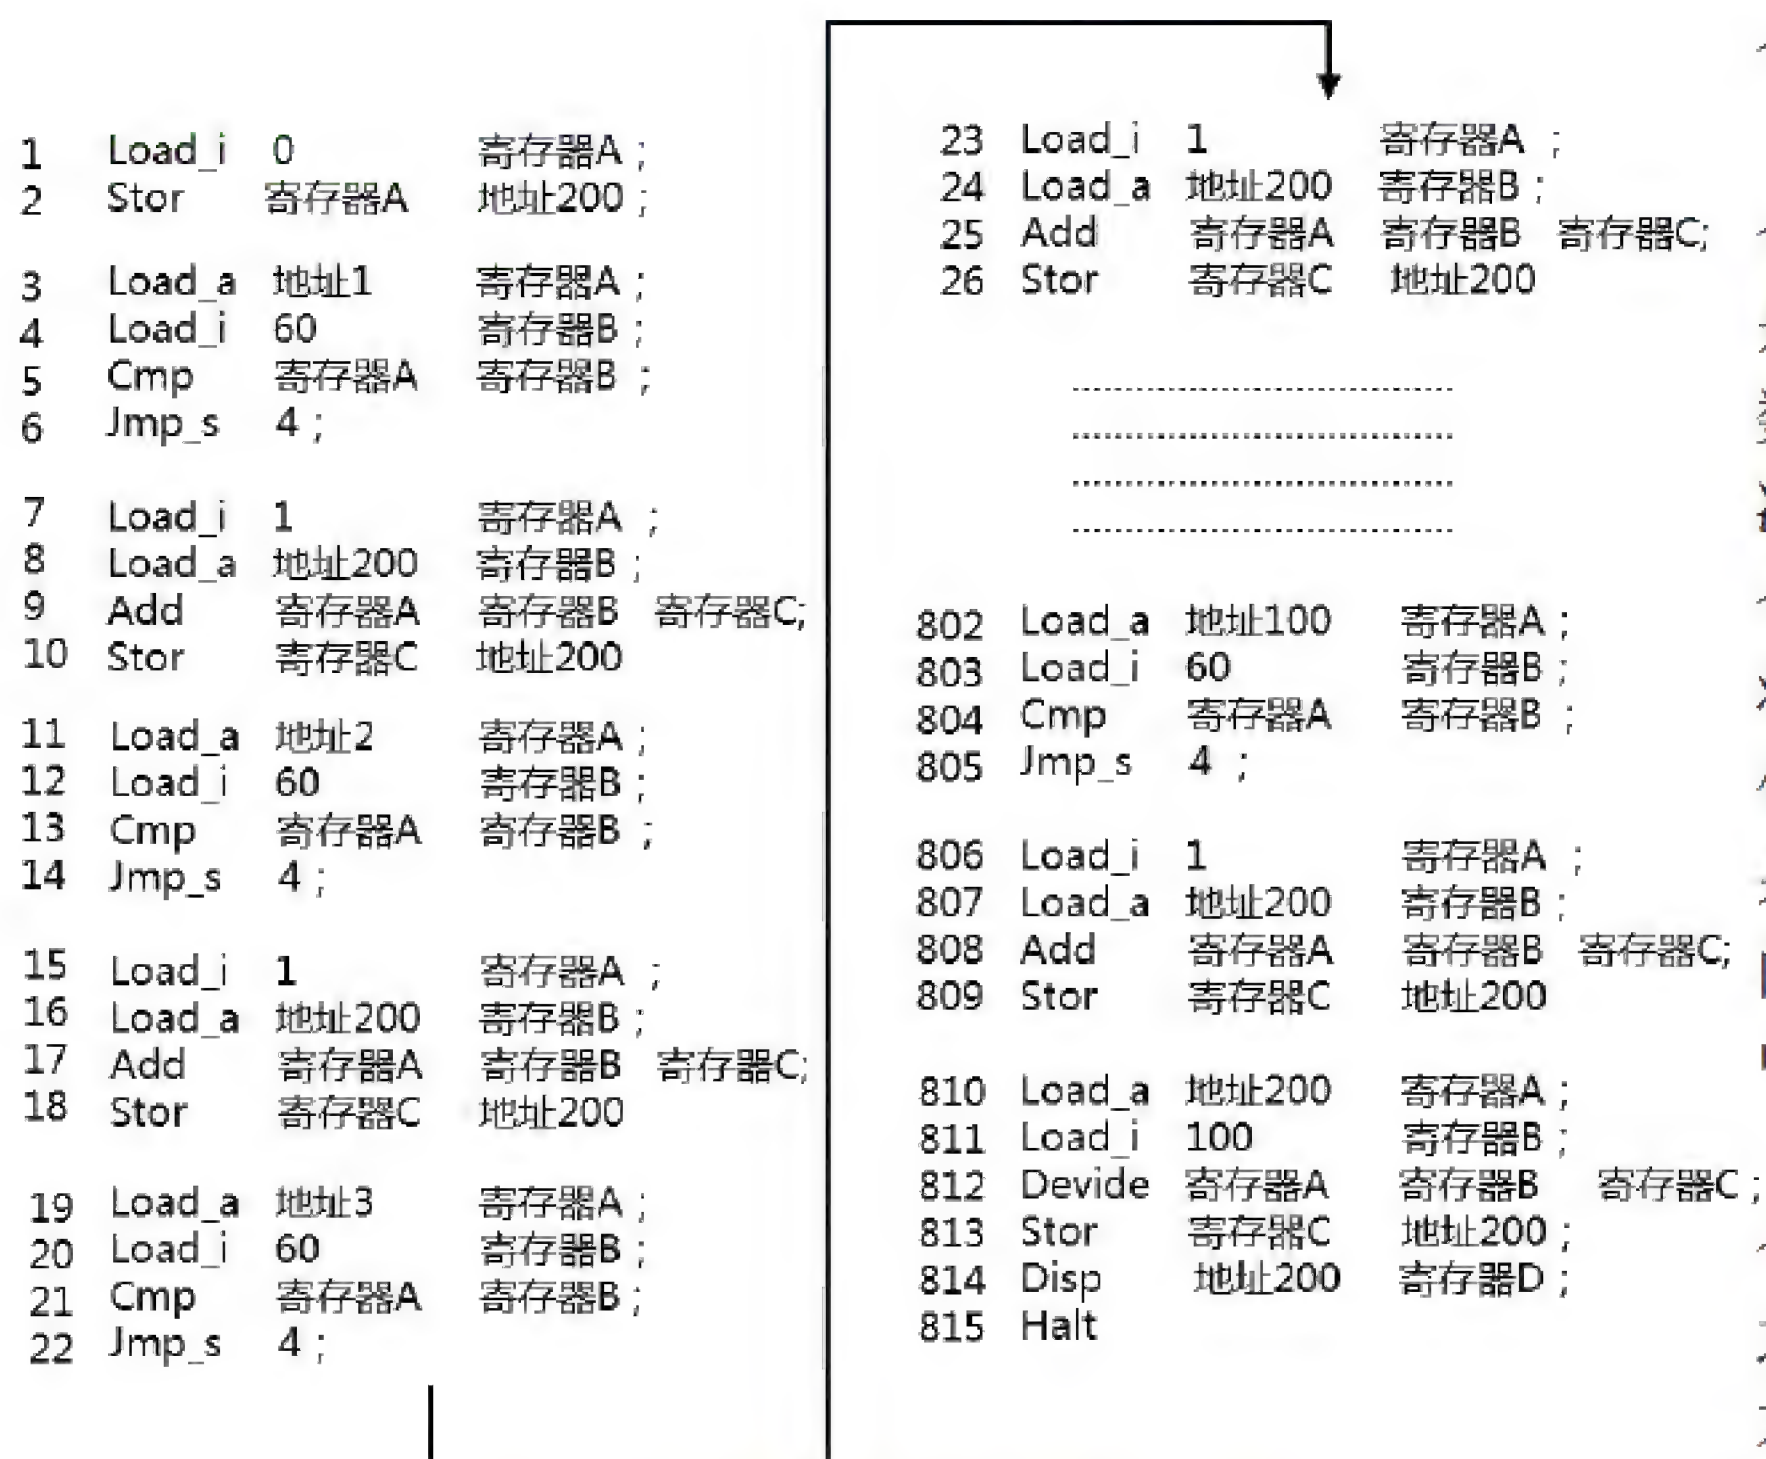 1 Load_i 0 寄存器A ;
2 Stor 寄存器A 地址200 ;
3 Load_a 地址1 寄存器A ;
4 Load_i 60 寄存器B ;
5 Cmp 寄存器A 寄存器B ;
6 Jmp_s 4 ;
7 Load_i 1 寄存器A ;
8 Load_a 地址200 寄存器B ;
9 Add 寄存器A 寄存器B 寄存器C;
10 Stor 寄存器C 地址200
11 Load_a 地址2 寄存器A ;
12 Load_i 60 寄存器B ;
13 Cmp 寄存器A 寄存器B ;
14 Jmp_s 4 ;
15 Load_i 1 寄存器A ;
16 Load_a 地址200 寄存器B ;
17 Add 寄存器A 寄存器B 寄存器C;
18 Stor 寄存器C 地址200
19 Load_a 地址3 寄存器A ;
20 Load_i 60 寄存器B ;
21 Cmp 寄存器A 寄存器B ;
22 Jmp_s 4 ;
23 Load_i 1 寄存器A ;
24 Load_a 地址200 寄存器B ;
25 Add 寄存器A 寄存器B 寄存器C;
26 Stor 寄存器C 地址200
802 Load_a 地址100 寄存器A ;
803 Load_i 60 寄存器B ;
804 Cmp 寄存器A 寄存器B ;
805 Jmp_s 4 ;
806 Load_i 1 寄存器A ;
807 Load_a 地址200 寄存器B ;
808 Add 寄存器A 寄存器B 寄存器C;
809 Stor 寄存器C 地址200
810 Load_a 地址200 寄存器A ;
811 Load_i 100 寄存器B ;
812 Devide 寄存器A 寄存器B 寄存器C ;
813 Stor 寄存器C 地址200 ;
814 Disp 地址200 寄存器D ;
815 Halt